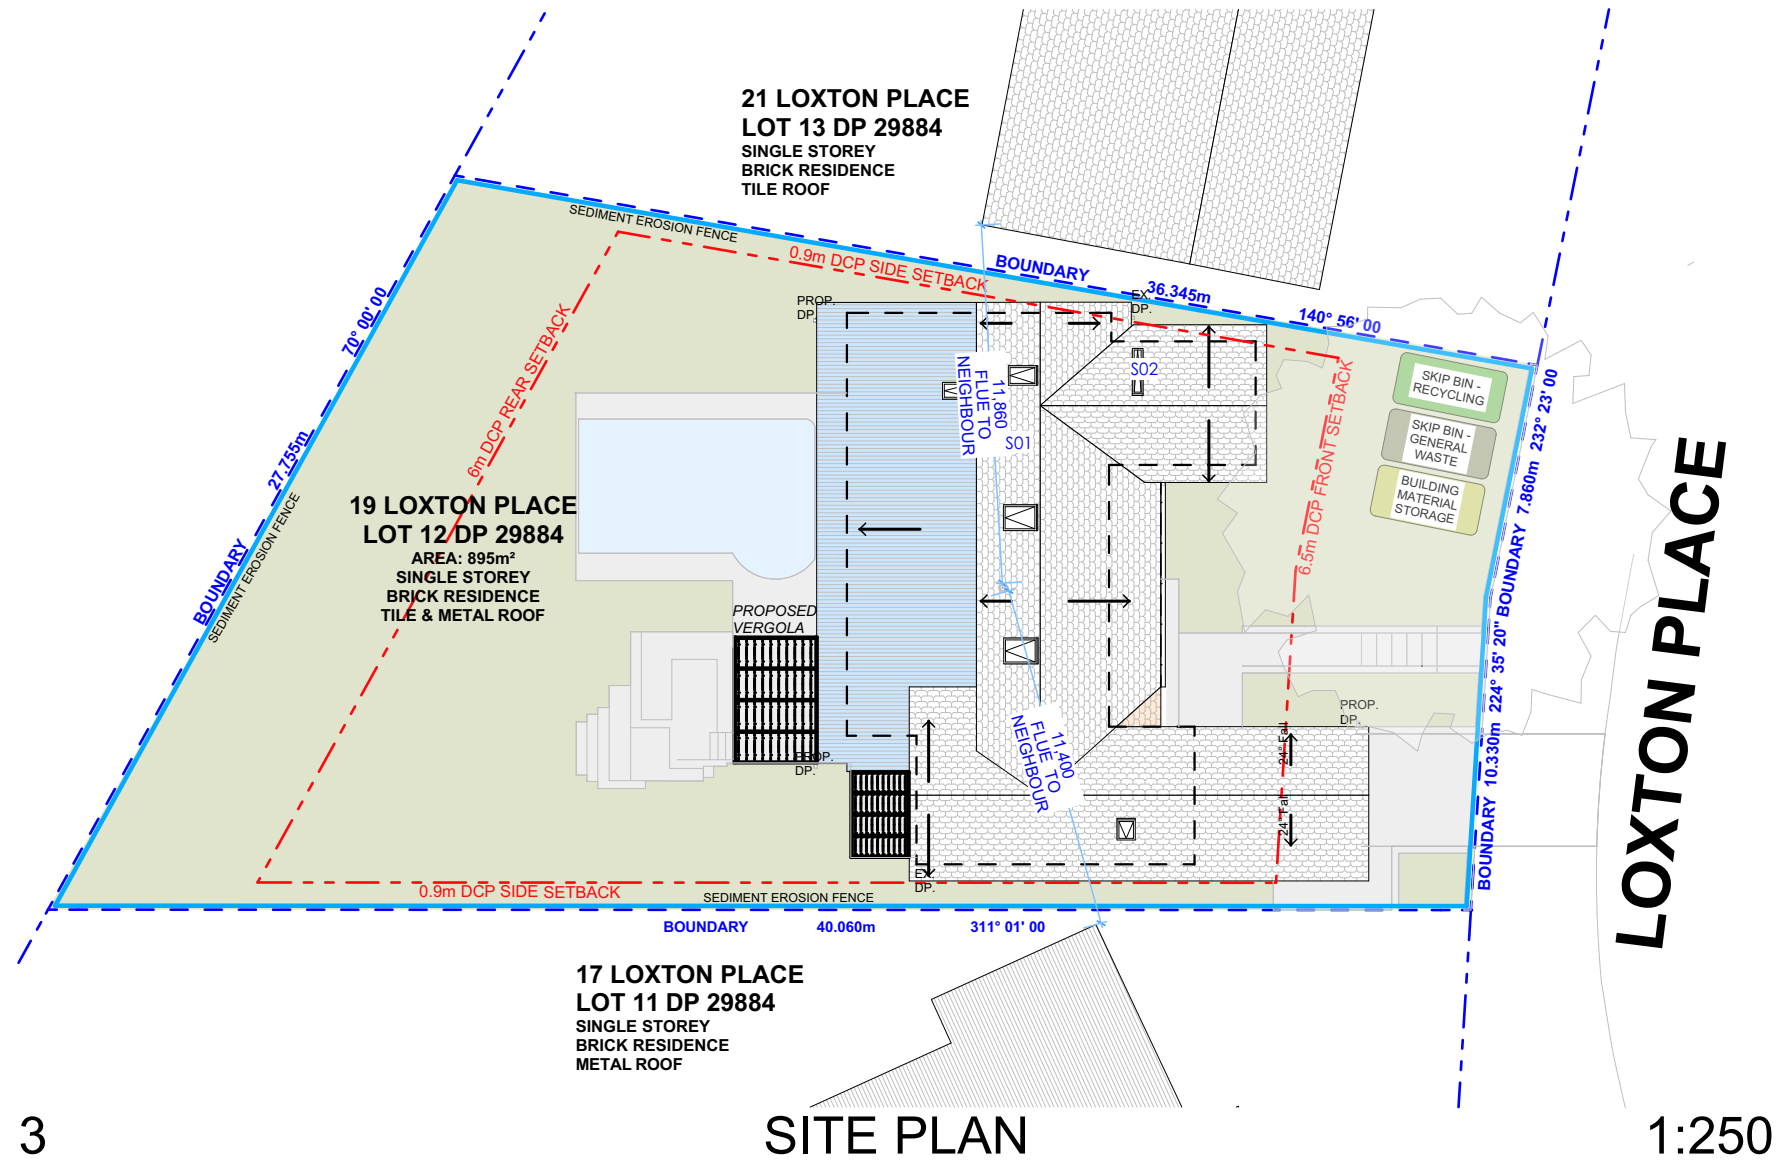 21 LOXTON PLACE
LOT 13 DP 29884
SINGLE STOREY
BRICK RESIDENCE
TILE ROOF
SEDIMENT EROSION FENCE
0.9m DCP SIDE SETBACK
BOUNDARY
36.345m
140° 56' 00
PROP.
DP.
EX.
DP.
70° 00' 00
27.755m
BOUNDARY
SEDIMENT EROSION FENCE
6m DCP REAR SETBACK
19 LOXTON PLACE
LOT 12 DP 29884
AREA: 895m²
SINGLE STOREY
BRICK RESIDENCE
TILE & METAL ROOF
11,860
FLUE TO
NEIGHBOUR
S01
S02
6.5m DCP FRONT SETBACK
SKIP BIN -
RECYCLING
SKIP BIN -
GENERAL
WASTE
BUILDING
MATERIAL
STORAGE
BOUNDARY 7.860m 232° 23' 00
BOUNDARY 10.330m 224° 35' 20"
LOXTON PLACE
PROPOSED
VERGOLA
PROP.
DP.
PROP.
DP.
11,400
FLUE TO
NEIGHBOUR
24° Fall
24° Fall
EX.
DP.
0.9m DCP SIDE SETBACK
SEDIMENT EROSION FENCE
BOUNDARY
40.060m
311° 01' 00
17 LOXTON PLACE
LOT 11 DP 29884
SINGLE STOREY
BRICK RESIDENCE
METAL ROOF
3
SITE PLAN
1:250